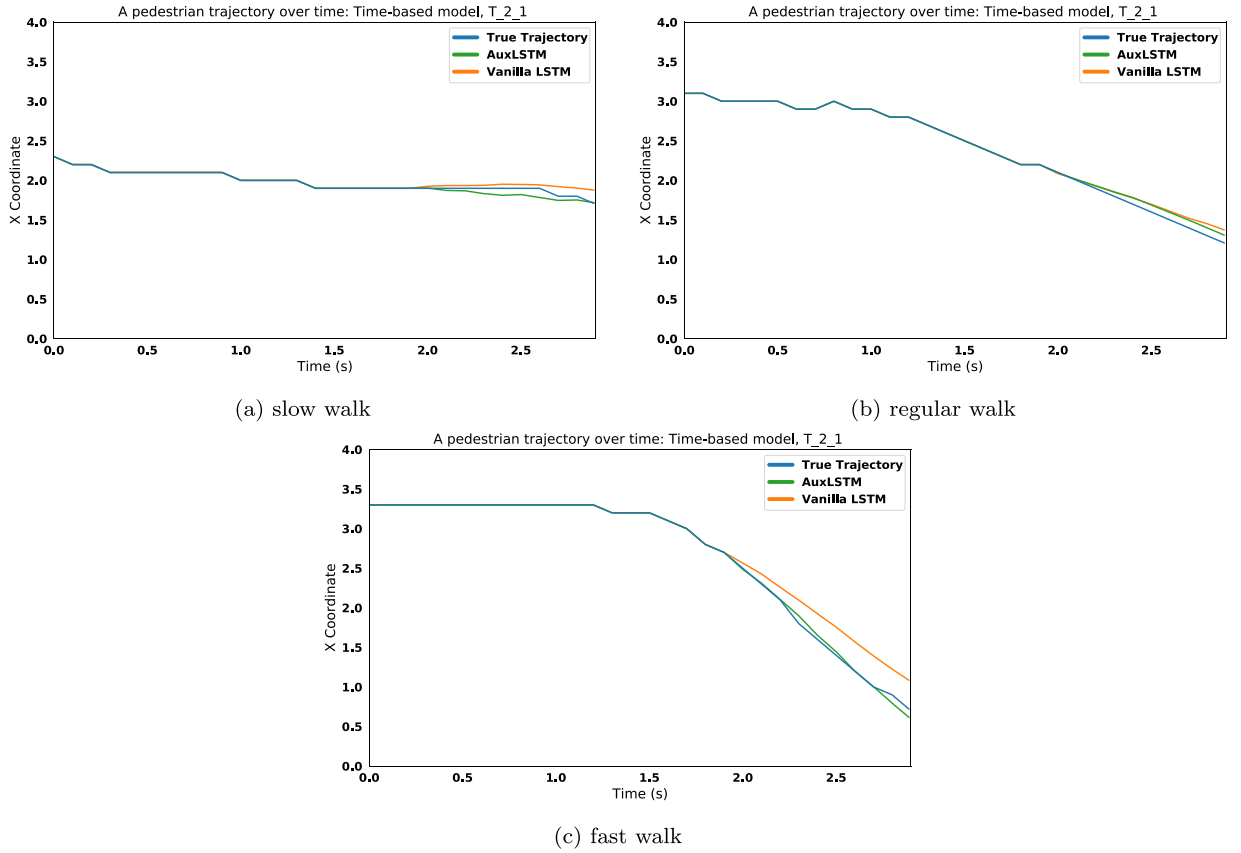 A pedestrian trajectory over time: Time-based model, T_2_1
4.0
3.5
3.0
2.5
2.0
1.5
1.0
0.5
0.0
X Coordinate
True Trajectory
AuxLSTM
Vanilla LSTM
0.0 0.5 1.0 1.5 2.0 2.5
Time (s)
(a) slow walk
A pedestrian trajectory over time: Time-based model, T_2_1
4.0
3.5
3.0
2.5
2.0
1.5
1.0
0.5
0.0
X Coordinate
True Trajectory
AuxLSTM
Vanilla LSTM
0.0 0.5 1.0 1.5 2.0 2.5
Time (s)
(b) regular walk
A pedestrian trajectory over time: Time-based model, T_2_1
4.0
3.5
3.0
2.5
2.0
1.5
1.0
0.5
0.0
X Coordinate
True Trajectory
AuxLSTM
Vanilla LSTM
0.0 0.5 1.0 1.5 2.0 2.5
Time (s)
(c) fast walk